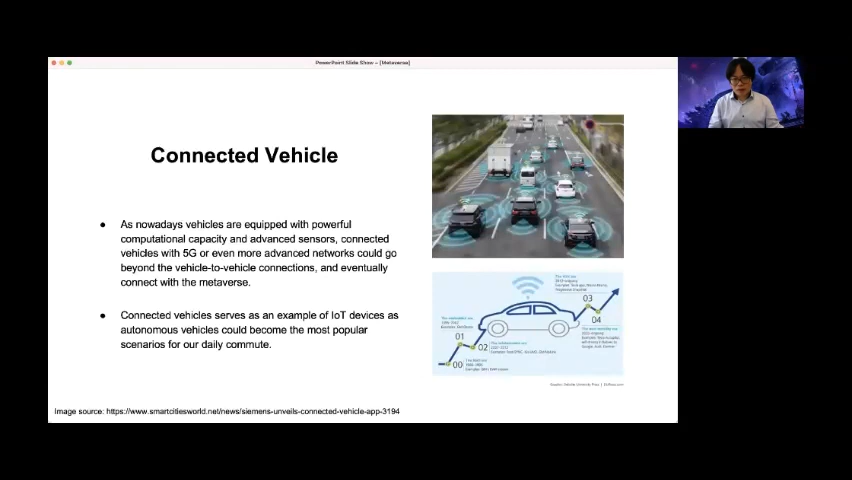 PowerPoint Slide Show - [Metaverse]
Connected Vehicle
● As nowadays vehicles are equipped with powerful
computational capacity and advanced sensors, connected
vehicles with 5G or even more advanced networks could go
beyond the vehicle-to-vehicle connections, and eventually
connect with the metaverse.
● Connected vehicles serves as an example of IoT devices as
autonomous vehicles could become the most popular
scenarios for our daily commute.
01
02
00
03
04
Image source: https://www.smartcitiesworld.net/news/siemens-unveils-connected-vehicle-app-3194